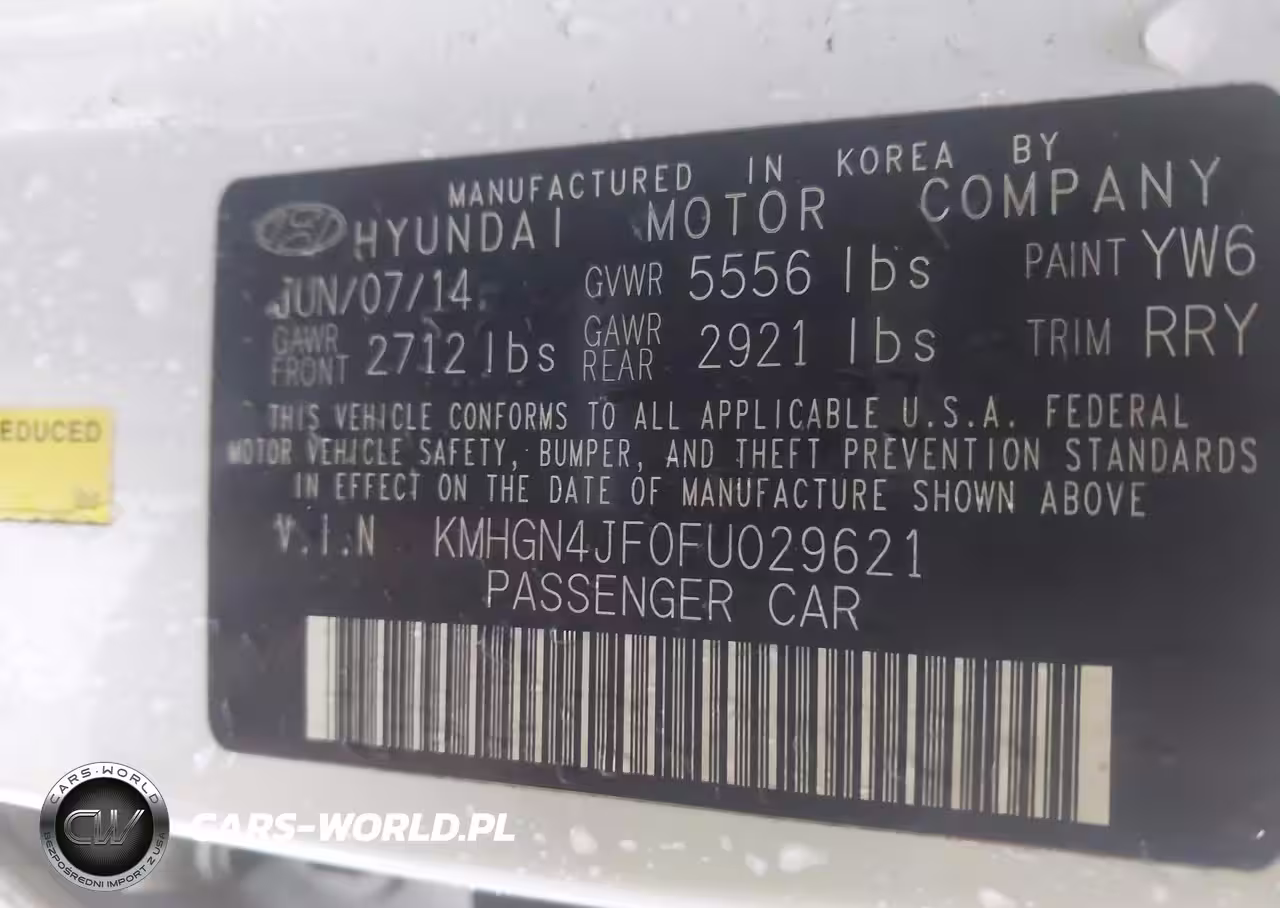 MANUFACTURED IN KOREA BY
HYUNDAI MOTOR COMPANY
JUN/07/14. GVWR 5556 lbs PAINT YW6
GAWR FRONT 2712 lbs GAWR REAR 2921 lbs TRIM RRY
THIS VEHICLE CONFORMS TO ALL APPLICABLE U.S.A. FEDERAL
MOTOR VEHICLE SAFETY, BUMPER, AND THEFT PREVENTION STANDARDS
IN EFFECT ON THE DATE OF MANUFACTURE SHOWN ABOVE
V.I.N KMHGN4JF0FU029621
PASSENGER CAR
EDUCED
CARS-WORLD
CW
BEZPOŚREDNI IMPORT Z USA
CARS-WORLD.PL